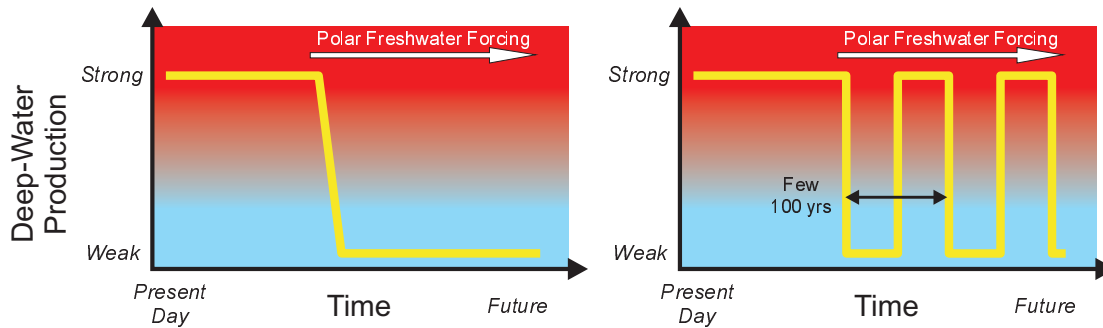 Polar Freshwater Forcing
Strong
Deep-Water
Production
Weak
Present
Day
Time
Future
Polar Freshwater Forcing
Strong
Few
100 yrs
Weak
Present
Day
Time
Future